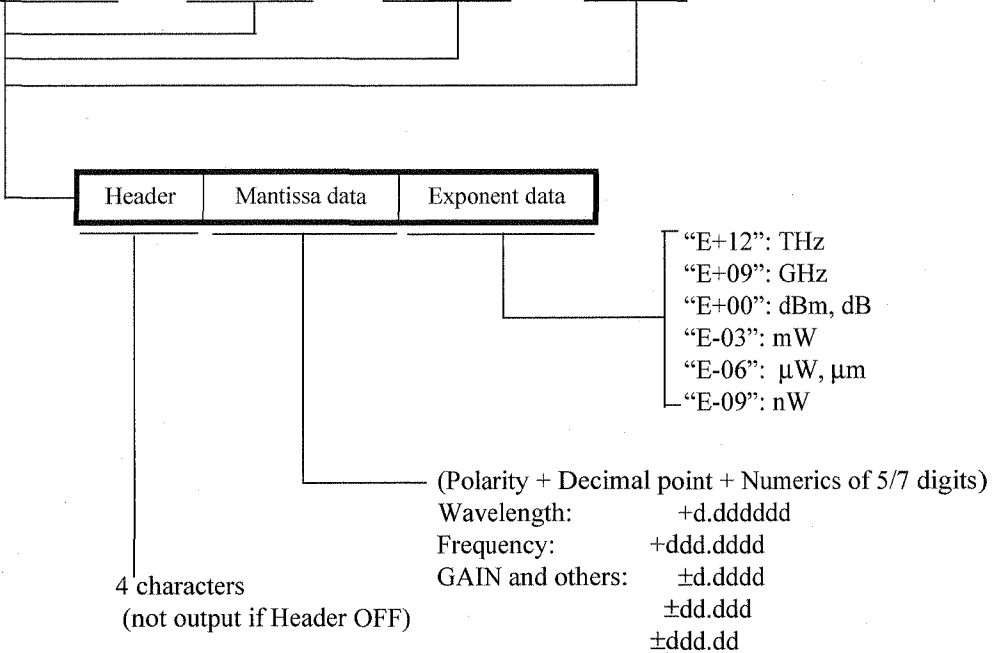 Header Mantissa data Exponent data
“E+12”: THz
“E+09”: GHz
“E+00”: dBm, dB
“E-03”: mW
“E-06”: μW, μm
“E-09”: nW
(Polarity + Decimal point + Numerics of 5/7 digits)
Wavelength: +d.dddddd
Frequency: +ddd.dddd
GAIN and others: ±d.dddd
±dd.ddd
±ddd.dd
4 characters
(not output if Header OFF)